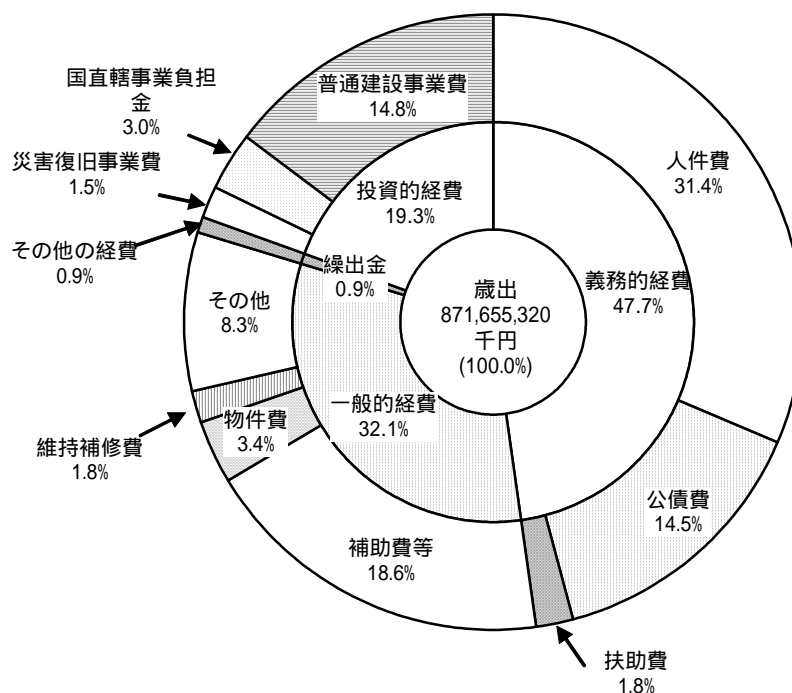 国直轄事業負担
金
3.0%
普通建設事業費
14.8%
人件費
31.4%
災害復旧事業費
1.5%
投資的経費
19.3%
その他の経費
0.9%
繰出金
0.9%
歳出
871,655,320
千円
(100.0%)
義務的経費
47.7%
その他
8.3%
一般的経費
32.1%
物件費
3.4%
維持補修費
1.8%
公債費
14.5%
補助費等
18.6%
扶助費
1.8%